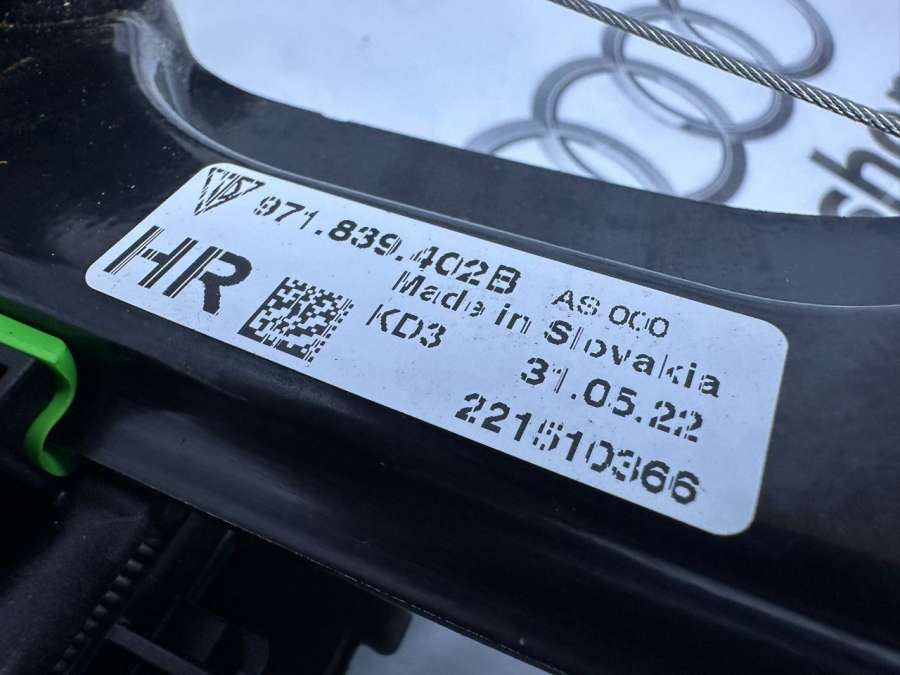 971.839.402B AS 000
HR
Made in Slovakia
KD3
31.05.22
221510366